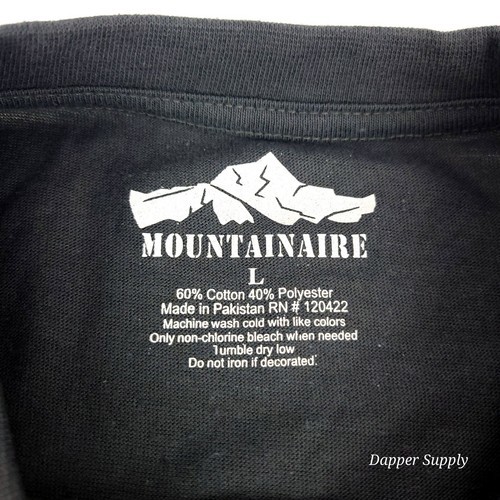 MOUNTAINAIRE
L
60% Cotton 40% Polyester
Made in Pakistan RN # 120422
Machine wash cold with like colors
Only non-chlorine bleach when needed
Tumble dry low
Do not iron if decorated.
Dapper Supply